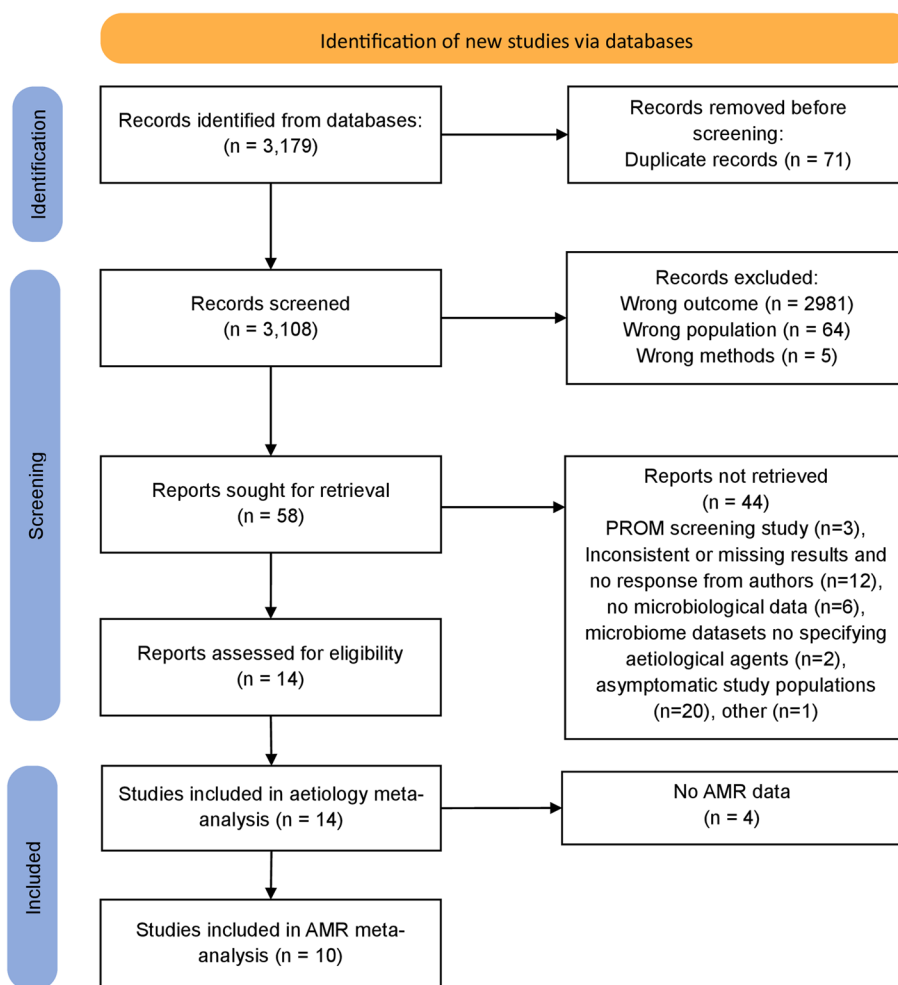 Identification of new studies via databases
Identification
Records identified from databases:
(n = 3,179)
Records removed before
screening:
Duplicate records (n = 71)
Screening
Records screened
(n = 3,108)
Records excluded:
Wrong outcome (n = 2981)
Wrong population (n = 64)
Wrong methods (n = 5)
Reports sought for retrieval
(n = 58)
Reports not retrieved
(n = 44)
PROM screening study (n=3),
Inconsistent or missing results and
no response from authors (n=12),
no microbiological data (n=6),
microbiome datasets no specifying
aetiological agents (n=2),
asymptomatic study populations
(n=20), other (n=1)
Reports assessed for eligibility
(n = 14)
Included
Studies included in aetiology meta-
analysis (n = 14)
No AMR data
(n = 4)
Studies included in AMR meta-
analysis (n = 10)